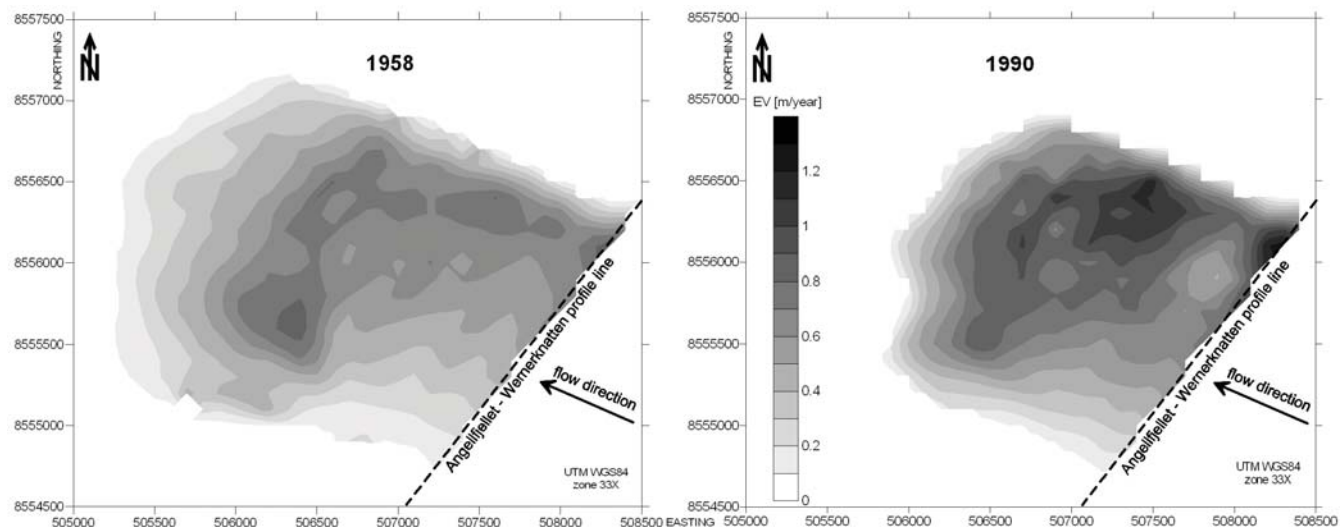 8557500
8557000
8556500
8556000
8555500
8555000
8554500
NORTHING
N
1958
Angellfjellet - Wernerknatten profile line
flow direction
UTM WGS84
zone 33X
505000 505500 506000 506500 507000 507500 508000 508500 EASTING
8557500
8557000
8556500
8556000
8555500
8555000
8554500
NORTHING
N
1990
EV [m/year]
1.2
1
0.8
0.6
0.4
0.2
0
Angellfjellet - Wernerknatten profile line
flow direction
UTM WGS84
zone 33X
505000 505500 506000 506500 507000 507500 508000 508500